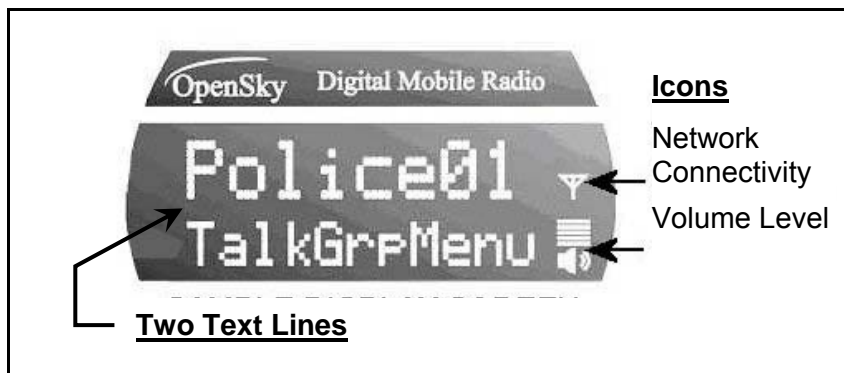 OpenSky Digital Mobile Radio
Icons
Police01
Network
Connectivity
TalkGrpMenu
Volume Level
Two Text Lines